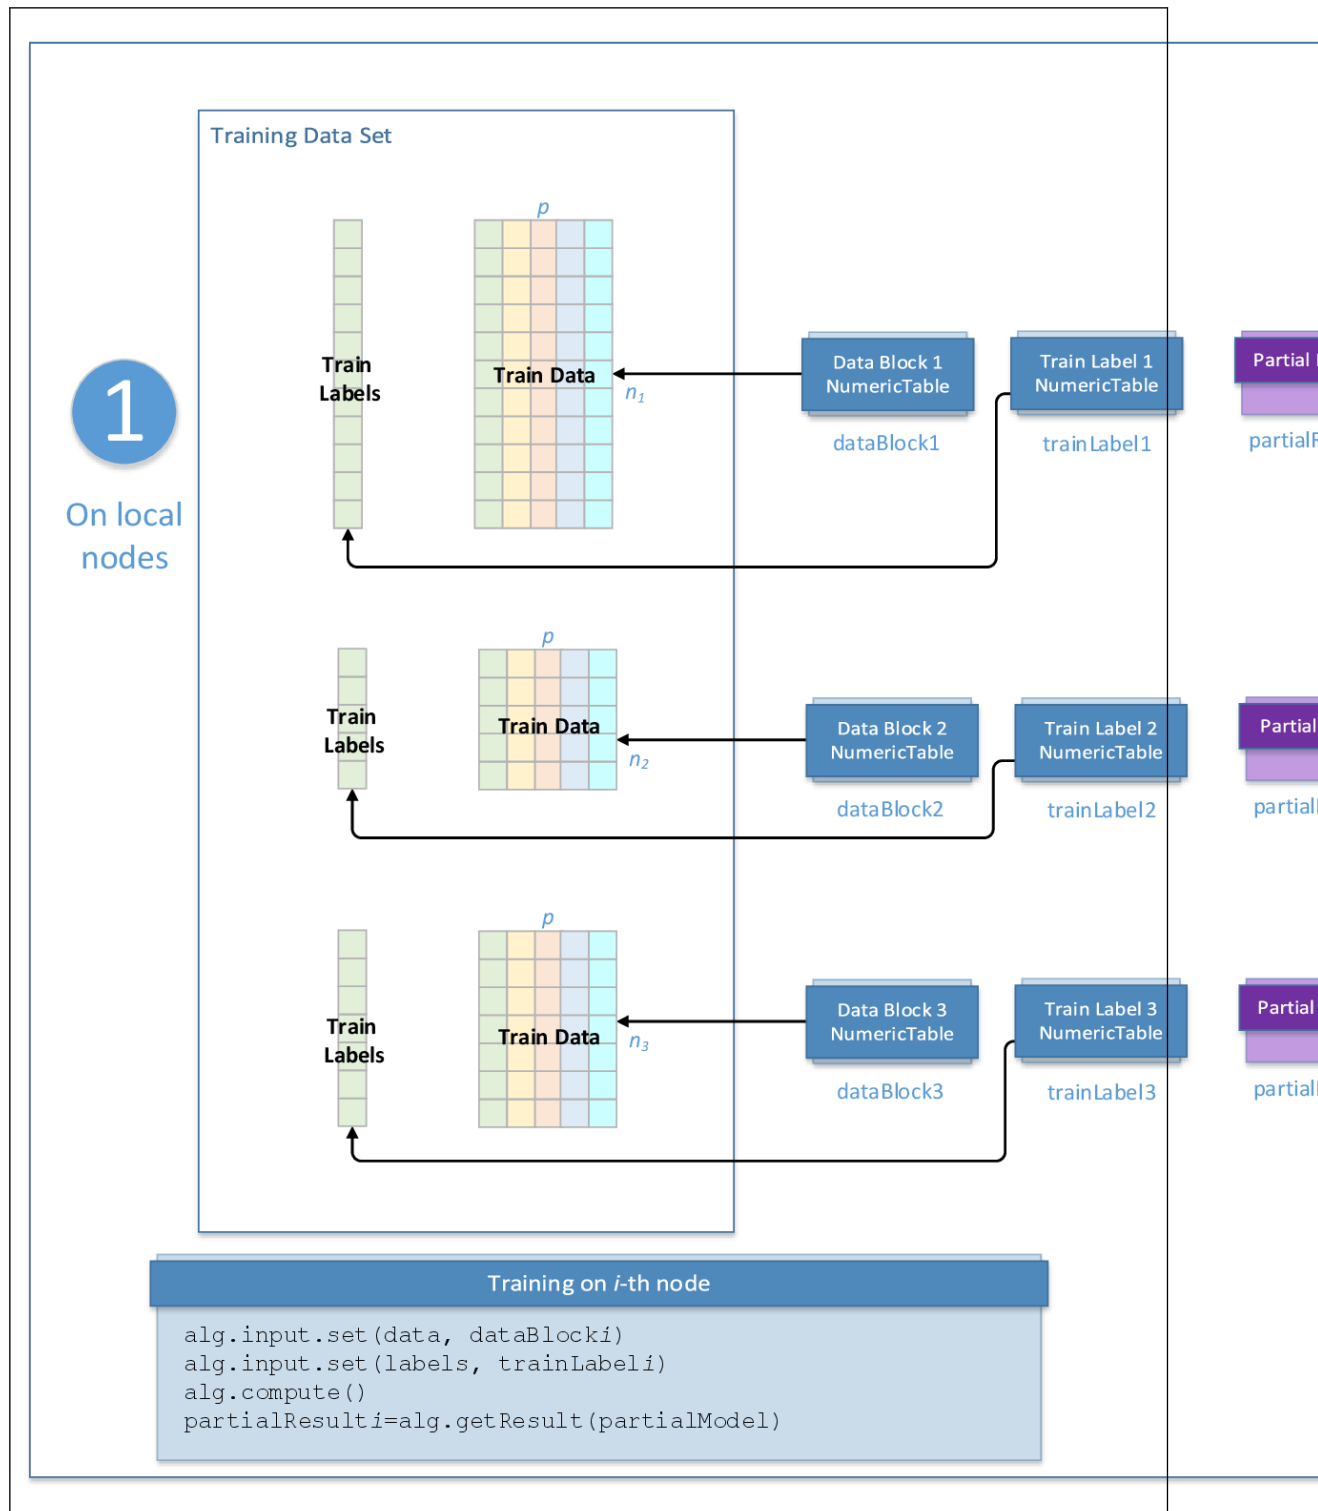 Training Data Set
p
Train
Labels
Train Data
n1
Data Block 1
NumericTable
dataBlock1
Train Label 1
NumericTable
trainLabel1
Partial
1
On local
nodes
p
Train
Labels
Train Data
n2
Data Block 2
NumericTable
dataBlock2
Train Label 2
NumericTable
trainLabel2
Partial
p
Train
Labels
Train Data
n3
Data Block 3
NumericTable
dataBlock3
Train Label 3
NumericTable
trainLabel3
Partial
Training on i-th node
alg.input.set(data, dataBlocki)
alg.input.set(labels, trainLabeli)
alg.compute()
partialResulti=alg.getResult(partialModel)